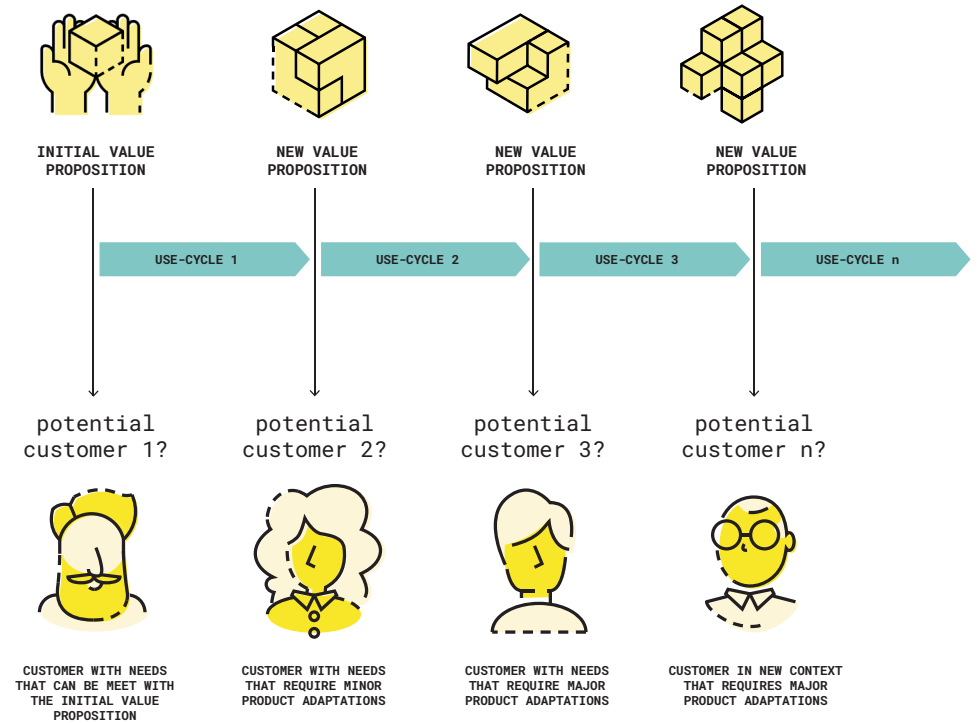 INITIAL VALUE
PROPOSITION
NEW VALUE
PROPOSITION
NEW VALUE
PROPOSITION
NEW VALUE
PROPOSITION
USE-CYCLE 1
USE-CYCLE 2
USE-CYCLE 3
USE-CYCLE n
potential
customer 1?
potential
customer 2?
potential
customer 3?
potential
customer n?
CUSTOMER WITH NEEDS
THAT CAN BE MEET WITH
THE INITIAL VALUE
PROPOSITION
CUSTOMER WITH NEEDS
THAT REQUIRE MINOR
PRODUCT ADAPTATIONS
CUSTOMER WITH NEEDS
THAT REQUIRE MAJOR
PRODUCT ADAPTATIONS
CUSTOMER IN NEW CONTEXT
THAT REQUIRES MAJOR
PRODUCT ADAPTATIONS